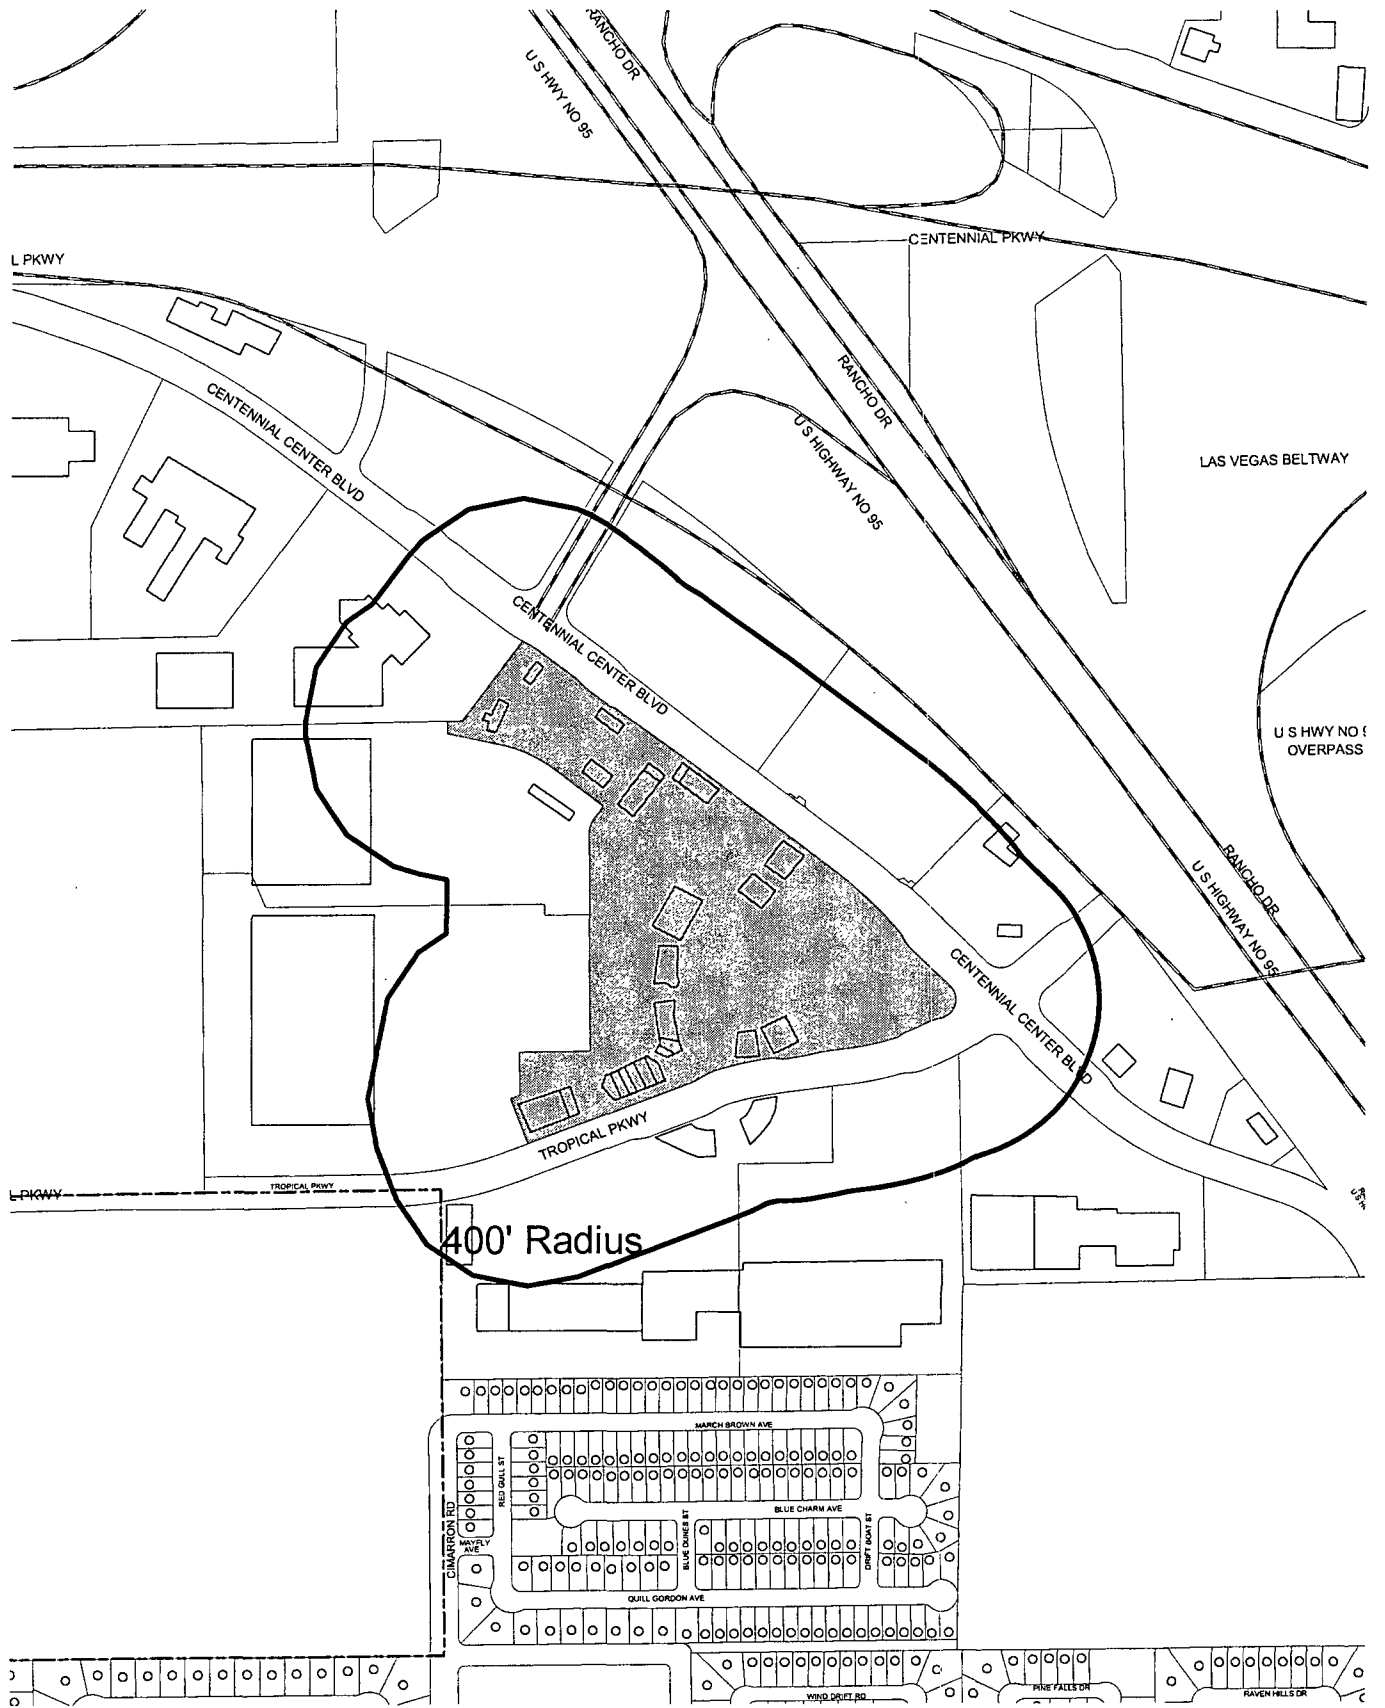 RANCHO DR
U S HWY NO 95
CENTENNIAL PKWY
L PKWY
RANCHO DR
CENTENNIAL CENTER BLVD
U S HIGHWAY NO 95
LAS VEGAS BELTWAY
CENTENNIAL CENTER BLVD
U S HWY NO
OVERPASS
RANCHO DR
U S HIGHWAY NO 95
CENTENNIAL CENTER BLVD
TROPICAL PKWY
TROPICAL PKWY
L PKWY
400' Radius
MARCH BROWN AVE
RED GULL ST
BLUE CHARM AVE
CIMARRON RD
MAYFLY
AVE
BLUE DUNES ST
DRIFT BOAT ST
QUILL GORDON AVE
WIND DRIFT RD
PINE FALLS DR
RAVEN HILLS DR